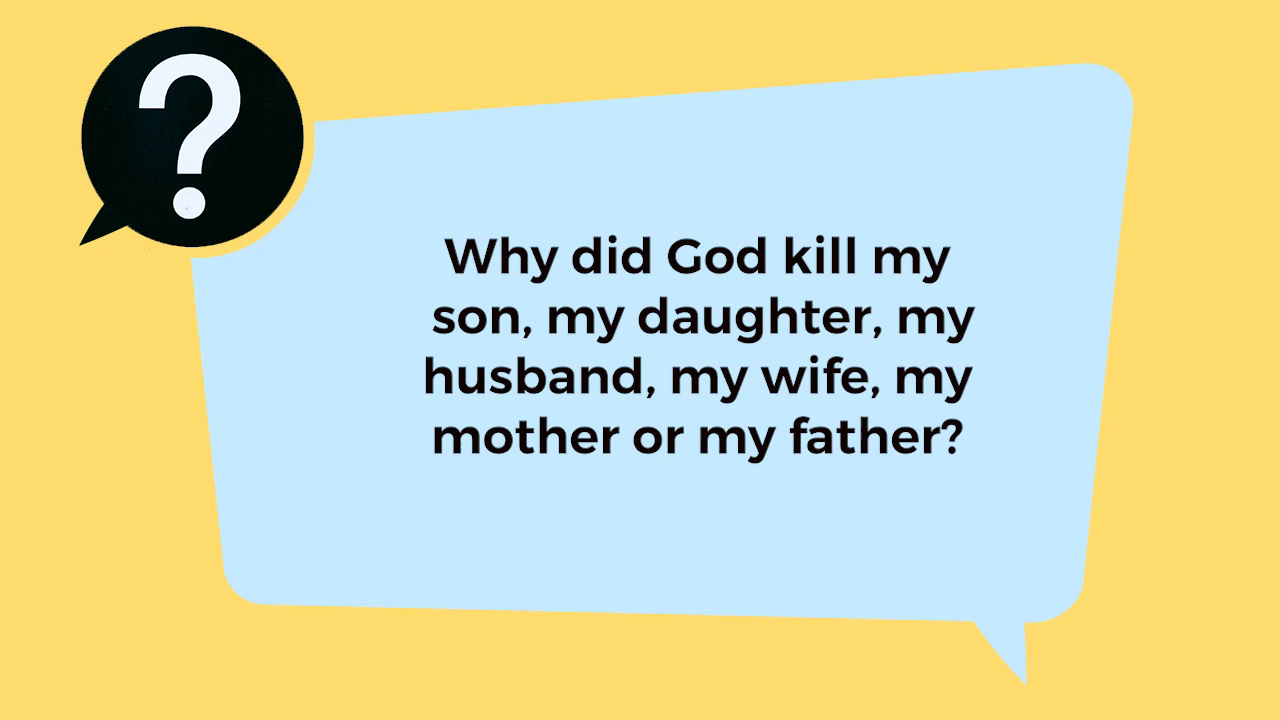 ?
Why did God kill my
son, my daughter, my
husband, my wife, my
mother or my father?